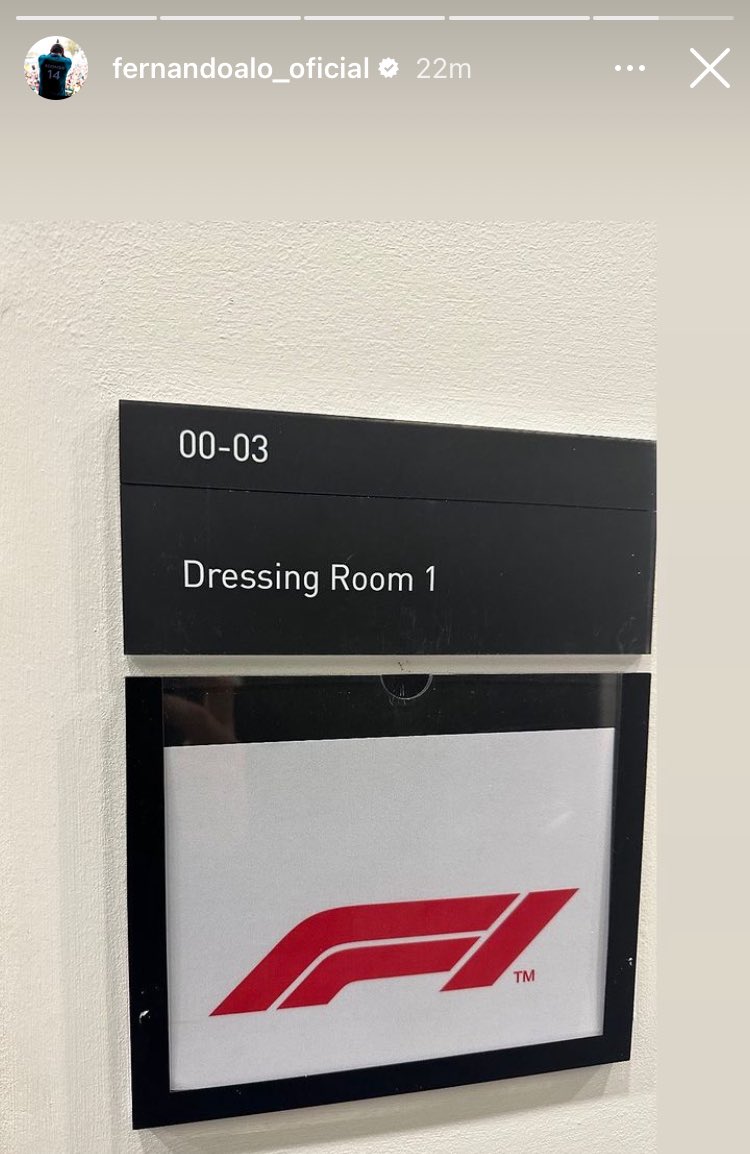 fernandoalo_oficial 22m
00-03
Dressing Room 1
F1
TM